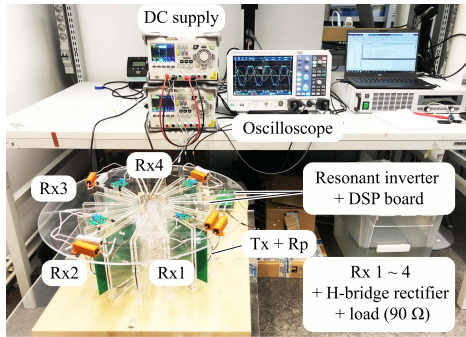 DC supply
Oscilloscope
Rx4
Rx3
Resonant inverter
+ DSP board
Tx + Rp
Rx2
Rx1
Rx 1 ~ 4
+ H-bridge rectifier
+ load (90 Ω)